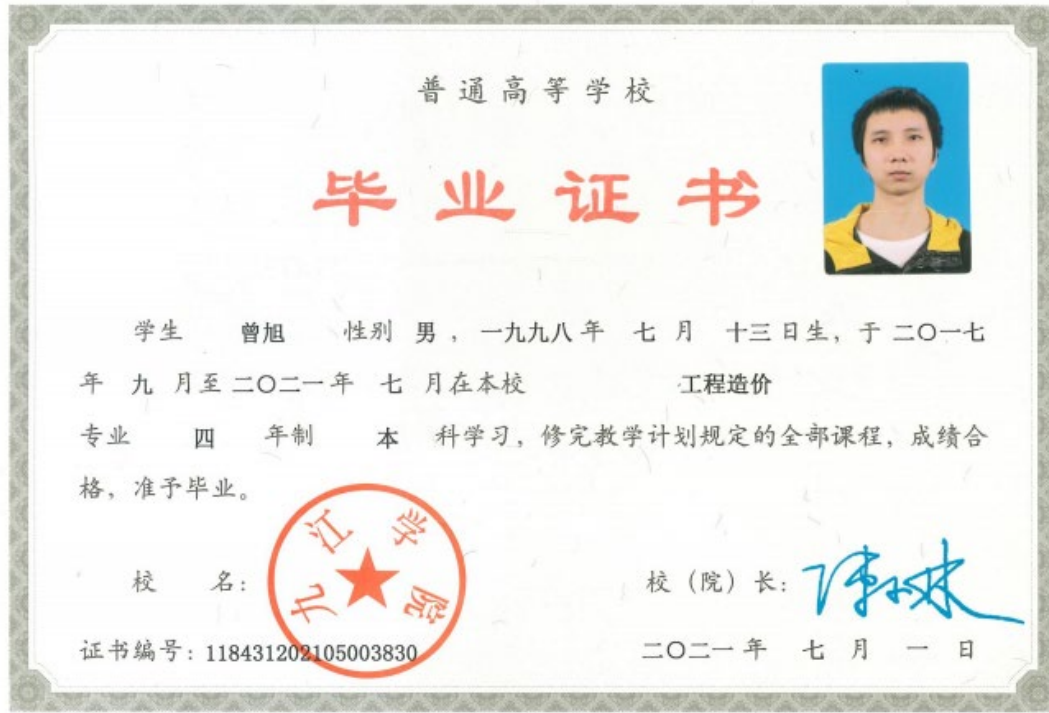 普通高等学校
毕业证书
学生 曾旭 性别 男，一九九八年 七 月 十三日生，于二〇一七
年 九 月至二〇二一年 七 月在本校 工程造价
专业 四 年制 本 科学习，修完教学计划规定的全部课程，成绩合
格，准予毕业。
九江学院
校 名： 校（院）长：
证书编号：118431202105003830 二〇二一年 七 月 一 日